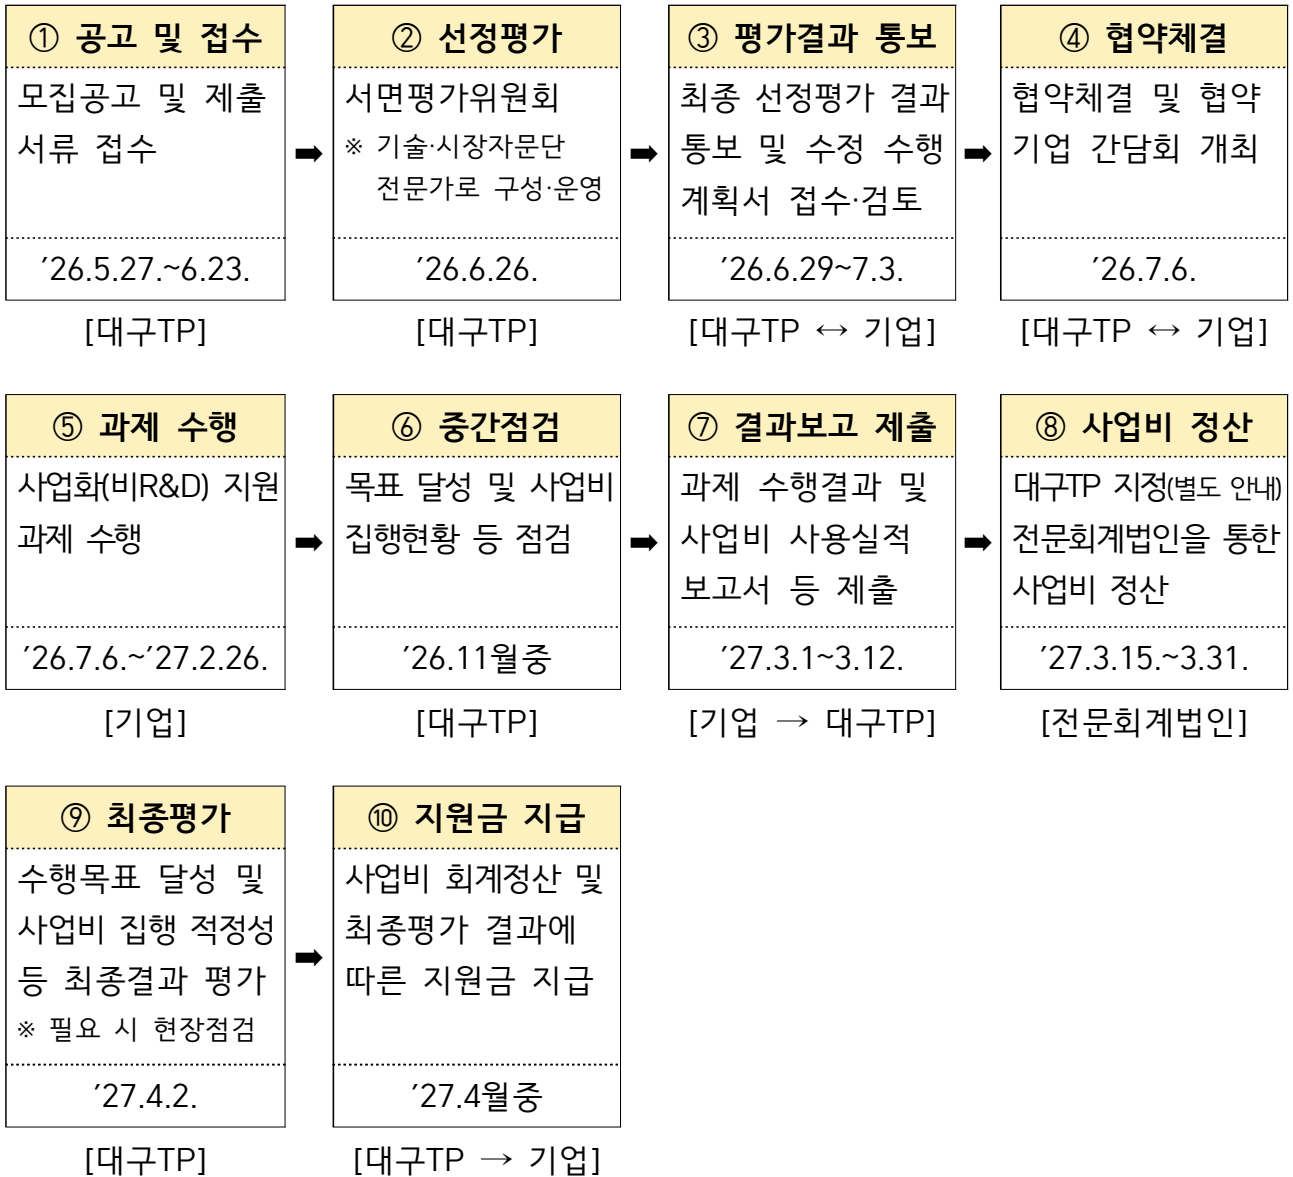 ① 공고 및 접수
모집공고 및 제출
서류 접수
’26.5.27.~6.23.
[대구TP]
➡
② 선정평가
서면평가위원회
※ 기술·시장자문단
전문가로 구성·운영
’26.6.26.
[대구TP]
➡
③ 평가결과 통보
최종 선정평가 결과
통보 및 수정 수행
계획서 접수·검토
’26.6.29~7.3.
[대구TP ↔ 기업]
➡
④ 협약체결
협약체결 및 협약
기업 간담회 개최
’26.7.6.
[대구TP ↔ 기업]
⑤ 과제 수행
사업화(비R&D) 지원
과제 수행
’26.7.6.~’27.2.26.
[기업]
➡
⑥ 중간점검
목표 달성 및 사업비
집행현황 등 점검
’26.11월중
[대구TP]
➡
⑦ 결과보고 제출
과제 수행결과 및
사업비 사용실적
보고서 등 제출
’27.3.1~3.12.
[기업 → 대구TP]
➡
⑧ 사업비 정산
대구TP 지정(별도 안내)
전문회계법인을 통한
사업비 정산
’27.3.15.~3.31.
[전문회계법인]
⑨ 최종평가
수행목표 달성 및
사업비 집행 적정성
등 최종결과 평가
※ 필요 시 현장점검
’27.4.2.
[대구TP]
➡
⑩ 지원금 지급
사업비 회계정산 및
최종평가 결과에
따른 지원금 지급
’27.4월중
[대구TP → 기업]